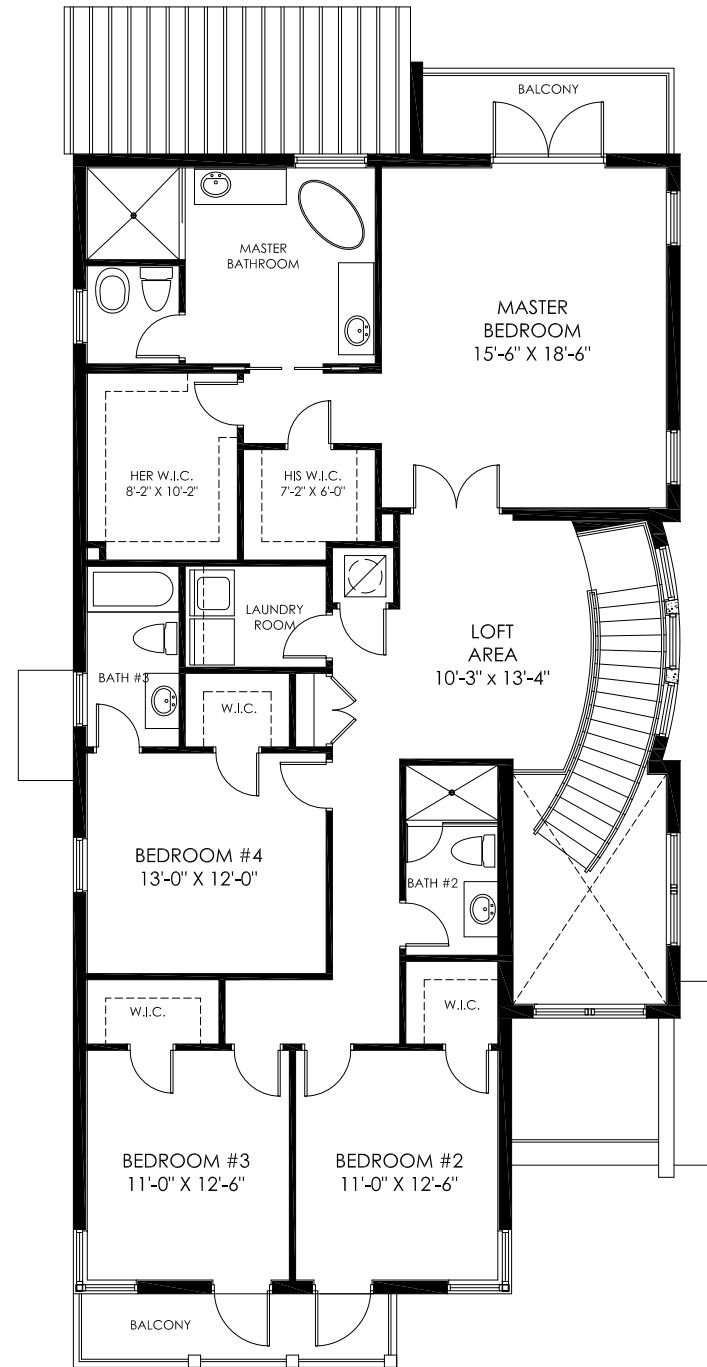 BALCONY
MASTER
BATHROOM
MASTER
BEDROOM
15'-6" X 18'-6"
HER W.I.C.
8'-2" X 10'-2"
HIS W.I.C.
7'-2" X 6'-0"
LAUNDRY
ROOM
LOFT
AREA
10'-3" x 13'-4"
BATH #3
W.I.C.
BEDROOM #4
13'-0" X 12'-0"
BATH #2
W.I.C.
W.I.C.
BEDROOM #3
11'-0" X 12'-6"
BEDROOM #2
11'-0" X 12'-6"
BALCONY